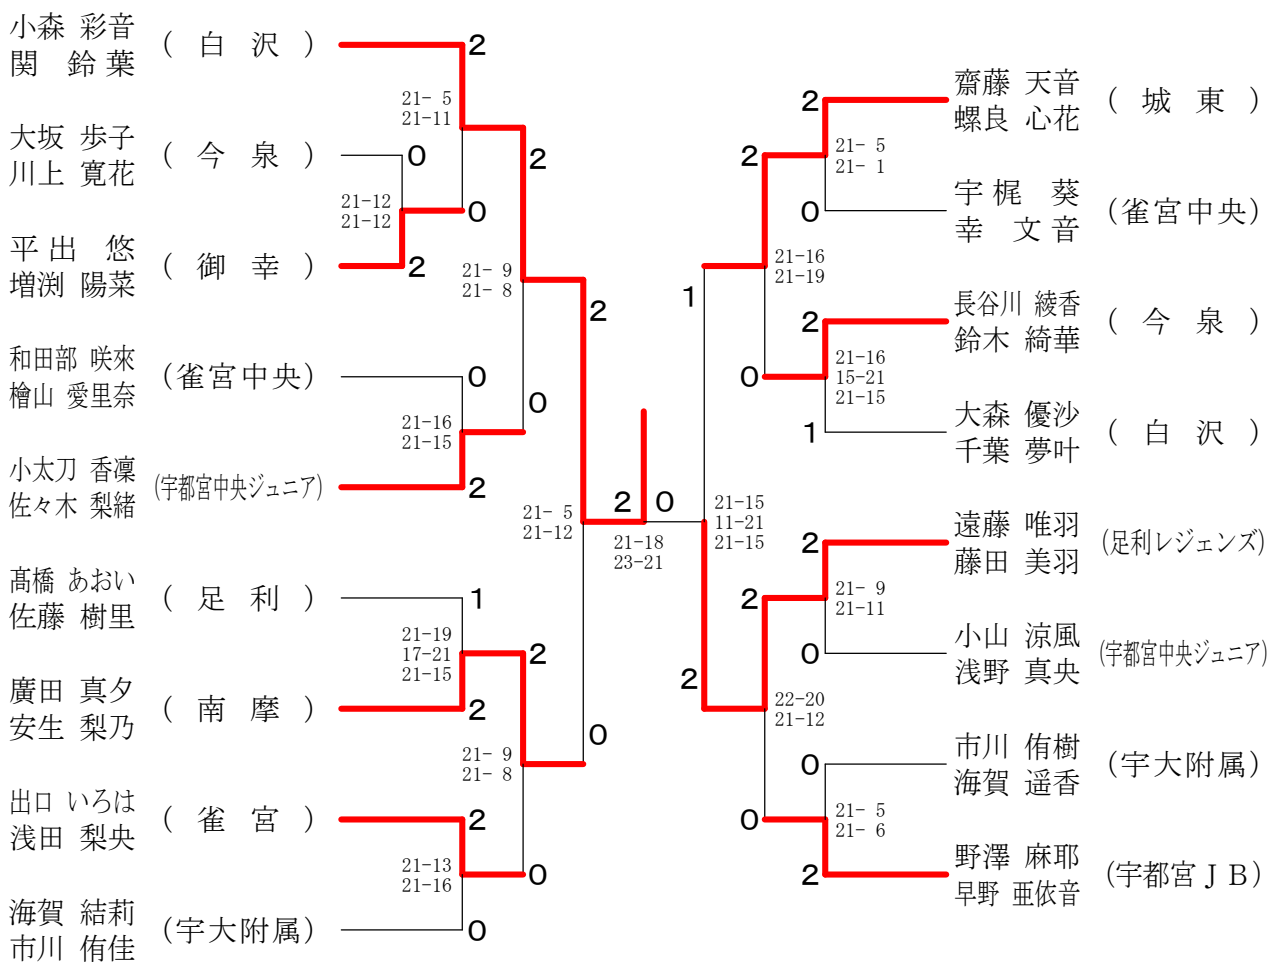 小森 彩音
関 鈴葉
( 白 沢 )
2
21- 5
21-11
大坂 歩子
川上 寛花
( 今 泉 )
0
2
21-12
21-12
0
平出 悠
増渕 陽菜
( 御 幸 )
2
21- 9
21- 8
2
和田部 咲來
檜山 愛里奈
(雀宮中央)
0
0
21-16
21-15
小太刀 香凜
佐々木 梨緒
(宇都宮中央ジュニア)
2
21- 5
21-12
2
0
21-18
23-21
髙橋 あおい
佐藤 樹里
( 足 利 )
1
21-19
17-21
21-15
2
廣田 真夕
安生 梨乃
( 南 摩 )
2
0
21- 9
21- 8
出口 いろは
浅田 梨央
( 雀 宮 )
2
21-13
21-16
0
海賀 結莉
市川 侑佳
(宇大附属)
0
2
齋藤 天音
螺良 心花
( 城 東 )
2
21- 5
21- 1
0
宇梶 葵
幸 文音
(雀宮中央)
21-16
21-19
1
2
長谷川 綾香
鈴木 綺華
( 今 泉 )
0
21-16
15-21
21-15
1
大森 優沙
千葉 夢叶
( 白 沢 )
21-15
11-21
21-15
2
遠藤 唯羽
藤田 美羽
(足利レジェンズ)
2
21- 9
21-11
0
小山 涼風
浅野 真央
(宇都宮中央ジュニア)
2
22-20
21-12
0
市川 侑樹
海賀 遥香
(宇大附属)
0
21- 5
21- 6
2
野澤 麻耶
早野 亜依音
(宇都宮ＪＢ)